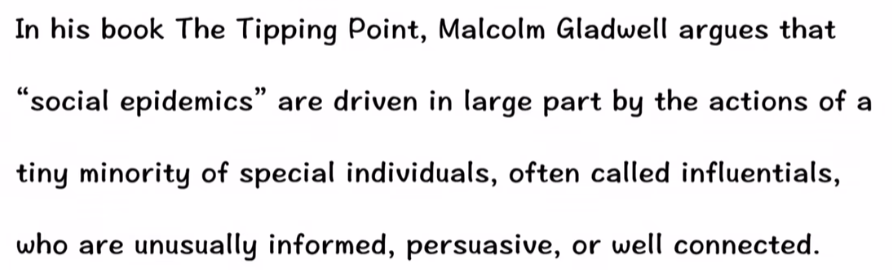 In his book The Tipping Point, Malcolm Gladwell argues that
“social epidemics” are driven in large part by the actions of a
tiny minority of special individuals, often called influentials,
who are unusually informed, persuasive, or well connected.